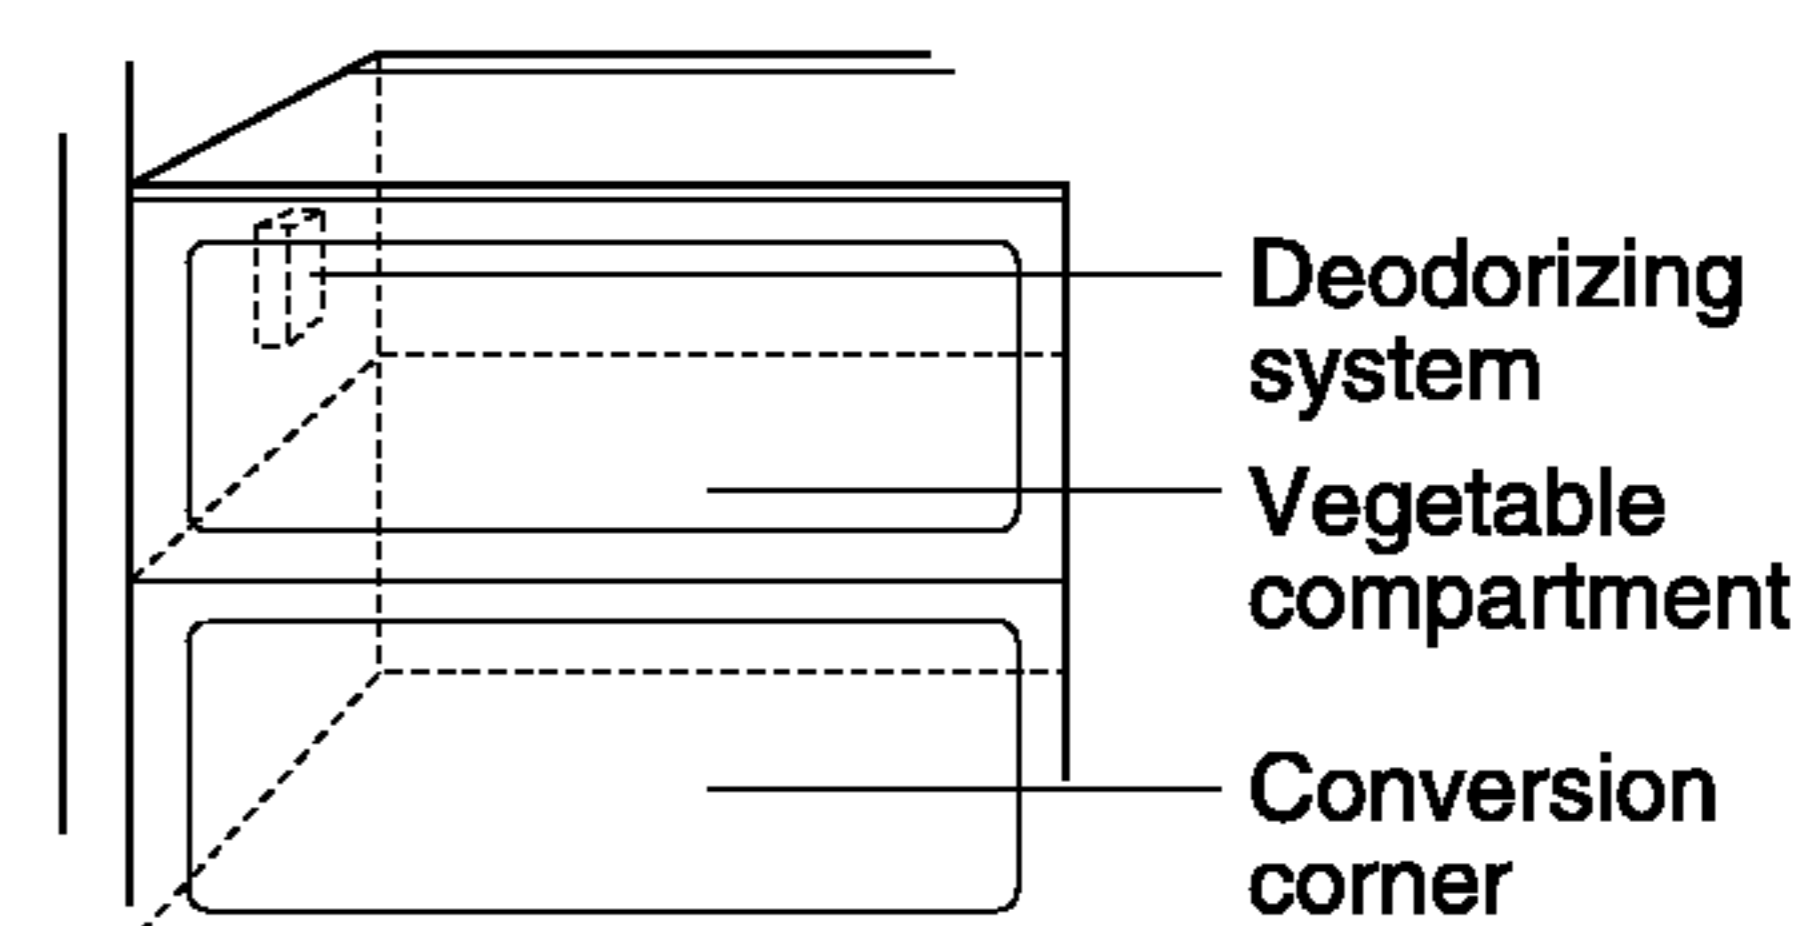 Deodorizing
system
Vegetable
compartment
Conversion
corner